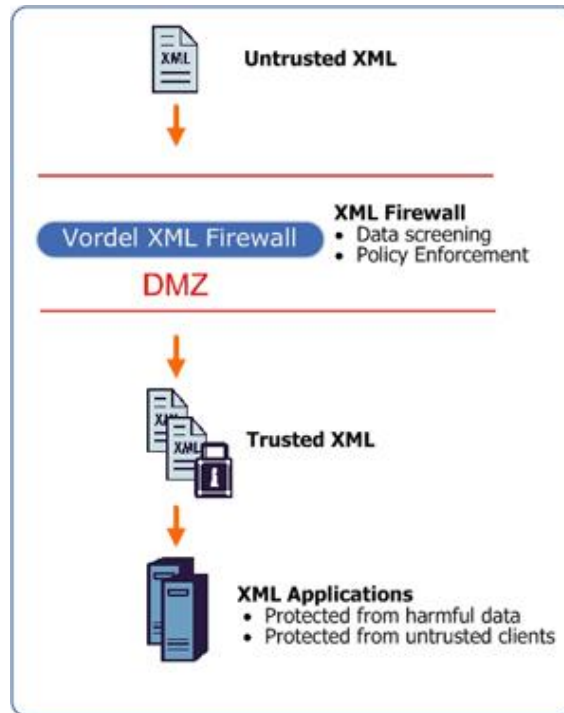 XML
Untrusted XML
Vordel XML Firewall
XML Firewall
• Data screening
• Policy Enforcement
DMZ
XML
XML
Trusted XML
XML Applications
• Protected from harmful data
• Protected from untrusted clients